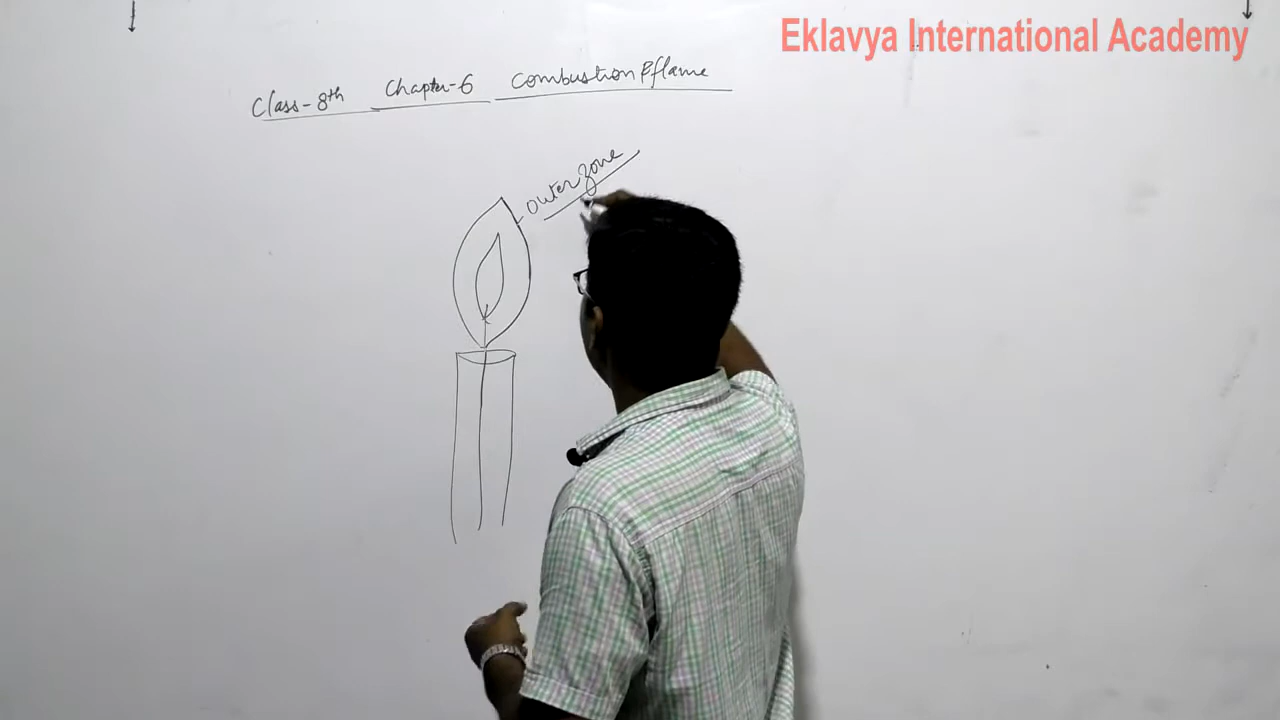 Eklavya International Academy
Class-8th Chapter-6 Combustion & flame
Outer zone